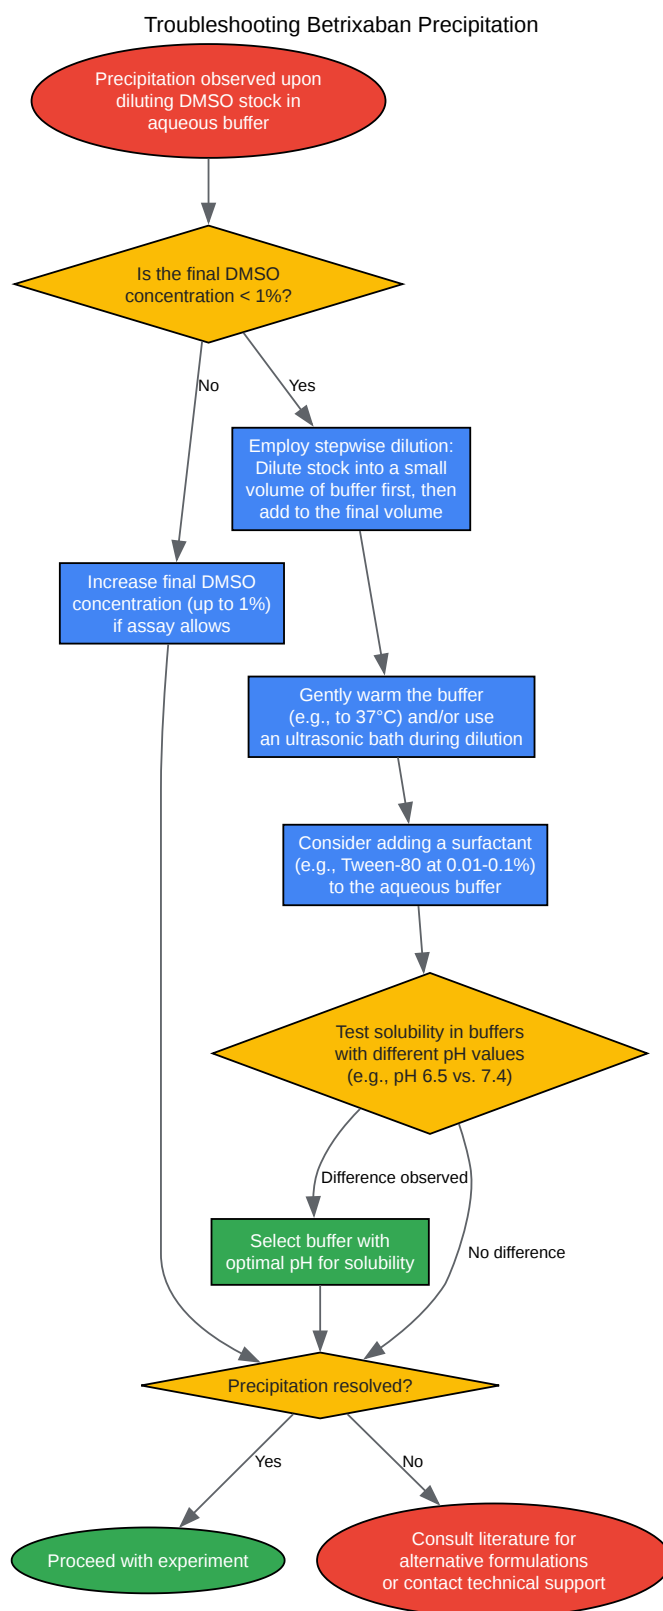 Troubleshooting Betrixaban Precipitation
Precipitation observed upon
diluting DMSO stock in
aqueous buffer
Is the final DMSO
concentration < 1%?
No
Yes
Employ stepwise dilution:
Dilute stock into a small
volume of buffer first, then
add to the final volume
Increase final DMSO
concentration (up to 1%)
if assay allows
Gently warm the buffer
(e.g., to 37°C) and/or use
an ultrasonic bath during dilution
Consider adding a surfactant
(e.g., Tween-80 at 0.01-0.1%)
to the aqueous buffer
Test solubility in buffers
with different pH values
(e.g., pH 6.5 vs. 7.4)
Difference observed
Select buffer with
optimal pH for solubility
No difference
Precipitation resolved?
Yes
No
Proceed with experiment
Consult literature for
alternative formulations
or contact technical support